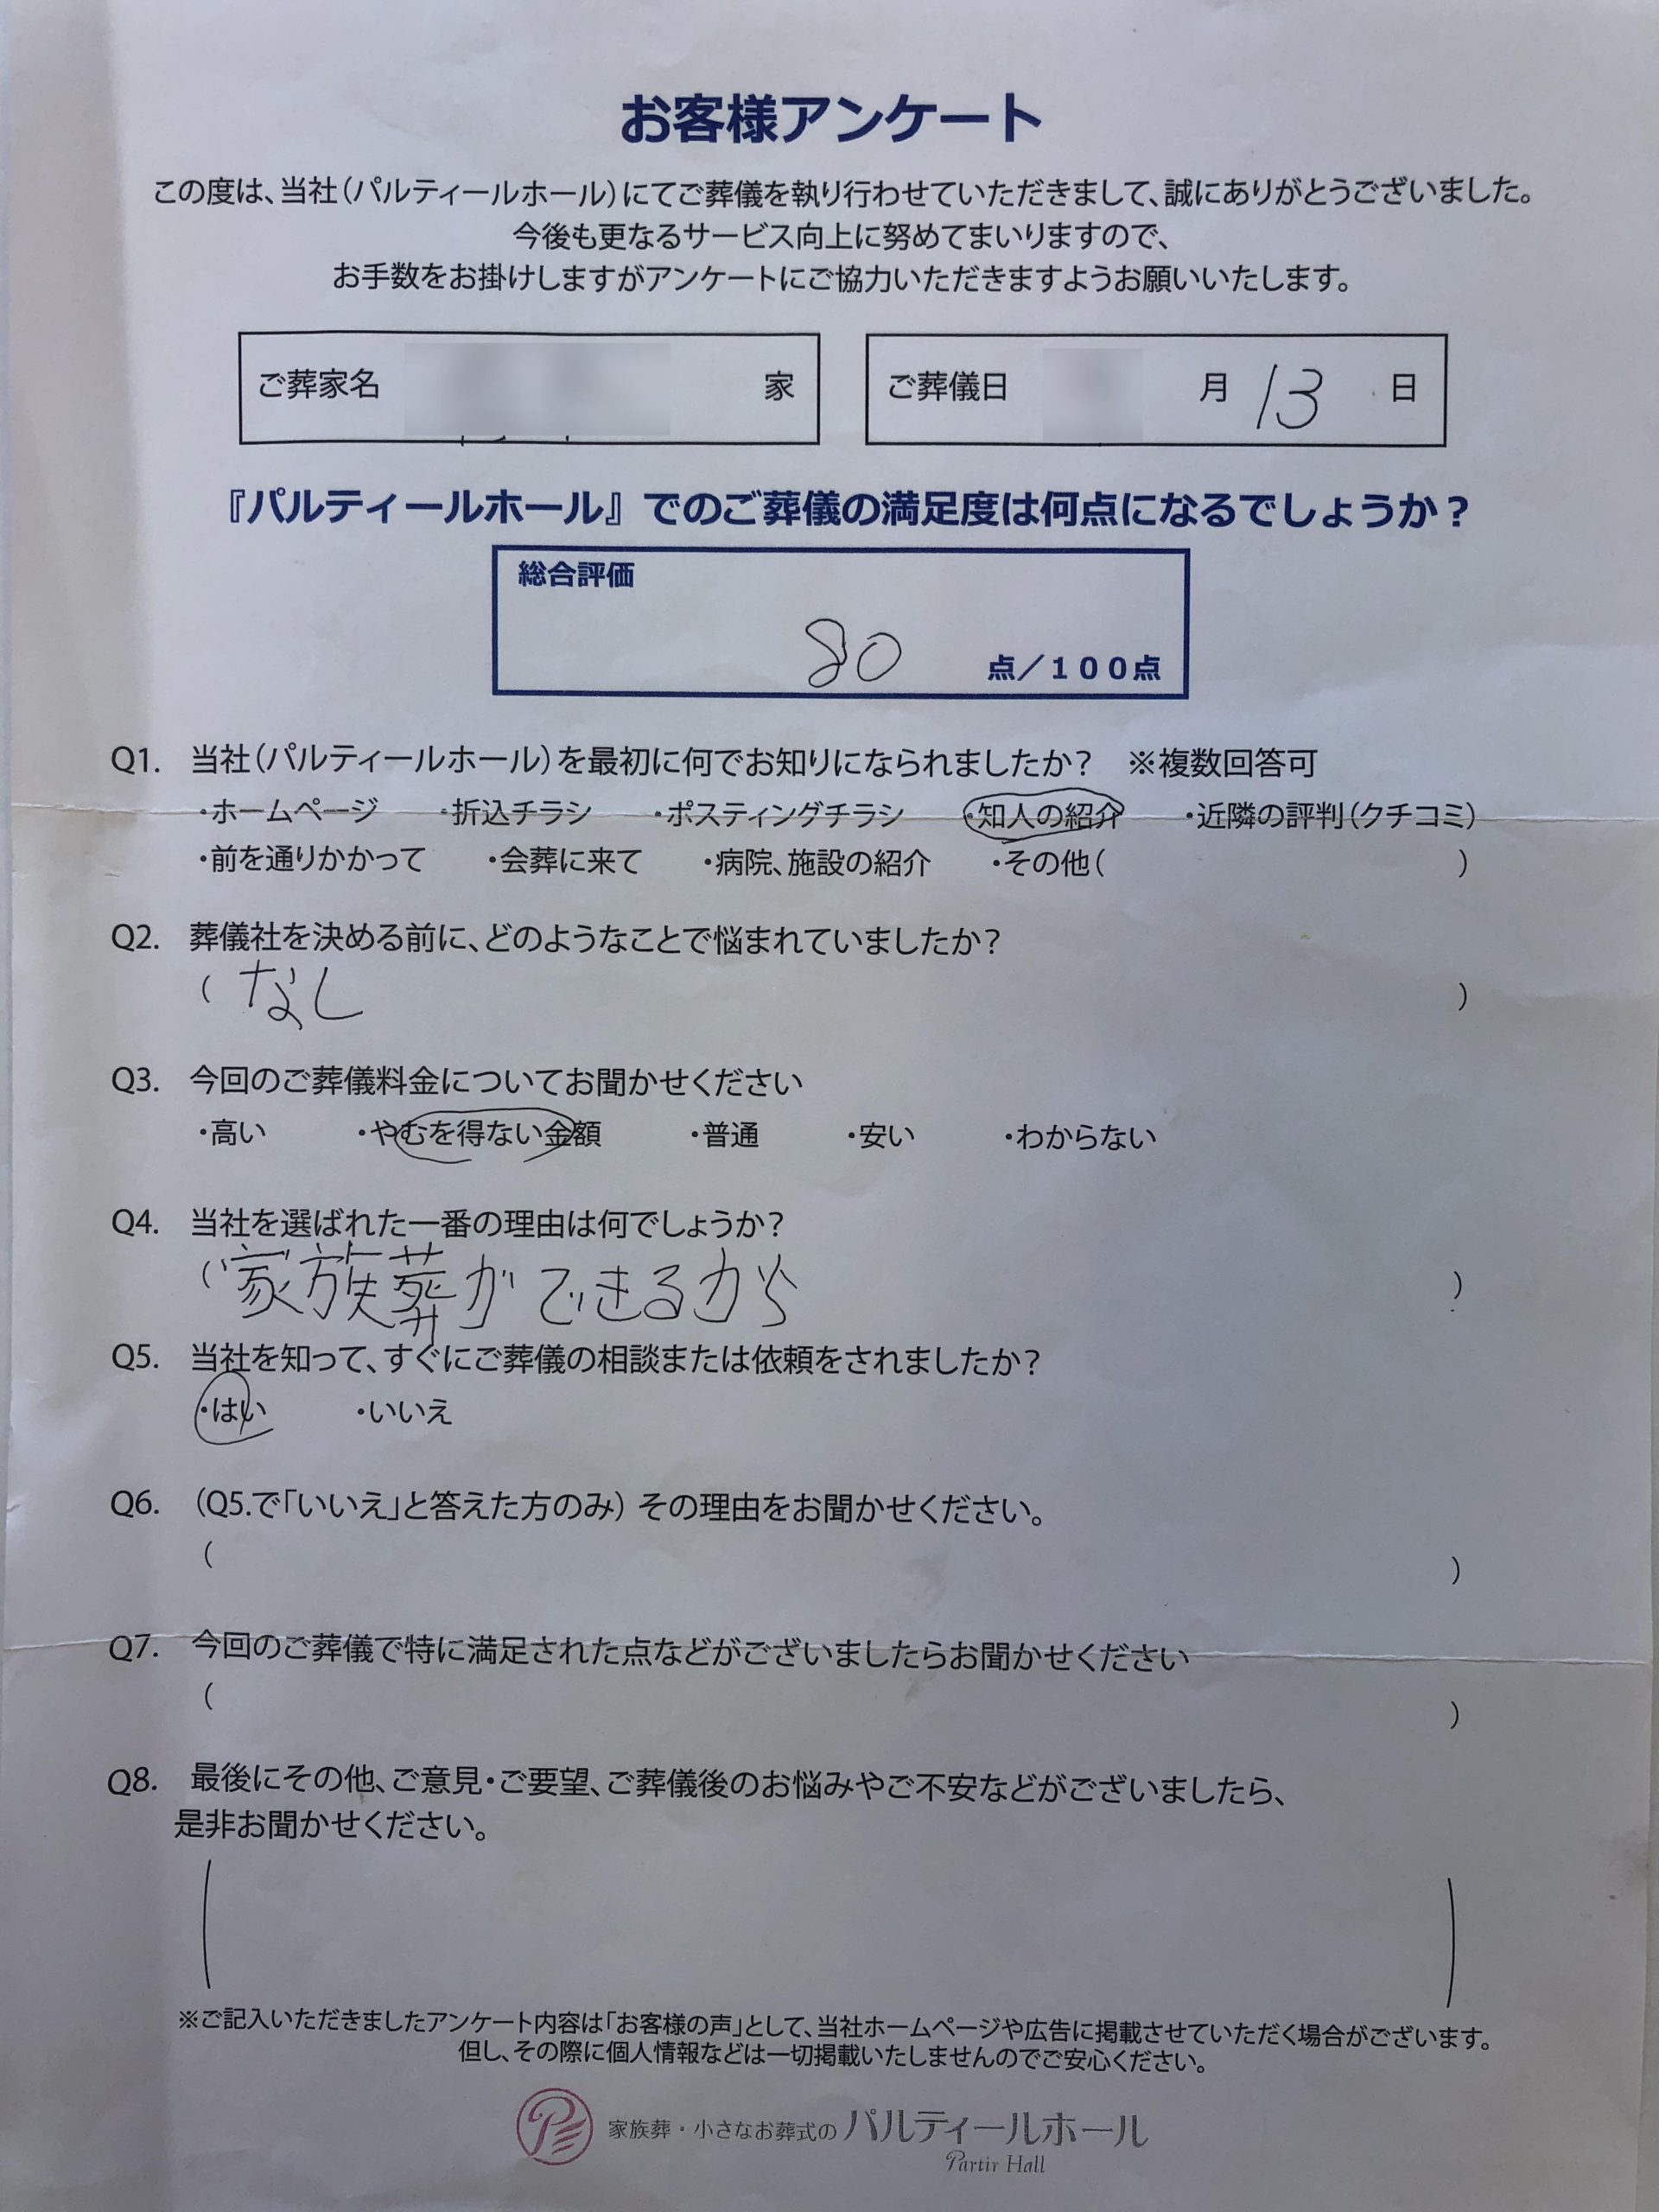 お客様アンケート
この度は、当社(パルティールホール)にてご葬儀を執り行わせていただきまして、誠にありがとうございました。
今後も更なるサービス向上に努めてまいりますので、
お手数をお掛けしますがアンケートにご協力いただきますようお願いいたします。
ご葬家名 家 ご葬儀日 月 13 日
『パルティールホール』でのご葬儀の満足度は何点になるでしょうか？
総合評価
80 点／100点
Q1. 当社(パルティールホール)を最初に何でお知りになられましたか？ ※複数回答可
・ホームページ ・折込チラシ ・ポスティングチラシ ・知人の紹介 ・近隣の評判(クチコミ)
・前を通りかかって ・会葬に来て ・病院、施設の紹介 ・その他( )
Q2. 葬儀社を決める前に、どのようなことで悩まれていましたか？
( なし )
Q3. 今回のご葬儀料金についてお聞かせください
・高い ・やむを得ない金額 ・普通 ・安い ・わからない
Q4. 当社を選ばれた一番の理由は何でしょうか？
( 家族葬ができるから )
Q5. 当社を知って、すぐにご葬儀の相談または依頼をされましたか？
・はい ・いいえ
Q6. (Q5.で「いいえ」と答えた方のみ) その理由をお聞かせください。
( )
Q7. 今回のご葬儀で特に満足された点などがございましたらお聞かせください
( )
Q8. 最後にその他、ご意見・ご要望、ご葬儀後のお悩みやご不安などがございましたら、
是非お聞かせください。
( )
※ご記入いただきましたアンケート内容は「お客様の声」として、当社ホームページや広告に掲載させていただく場合がございます。
但し、その際に個人情報などは一切掲載いたしませんのでご安心ください。
家族葬・小さなお葬式のパルティールホール
Partir Hall